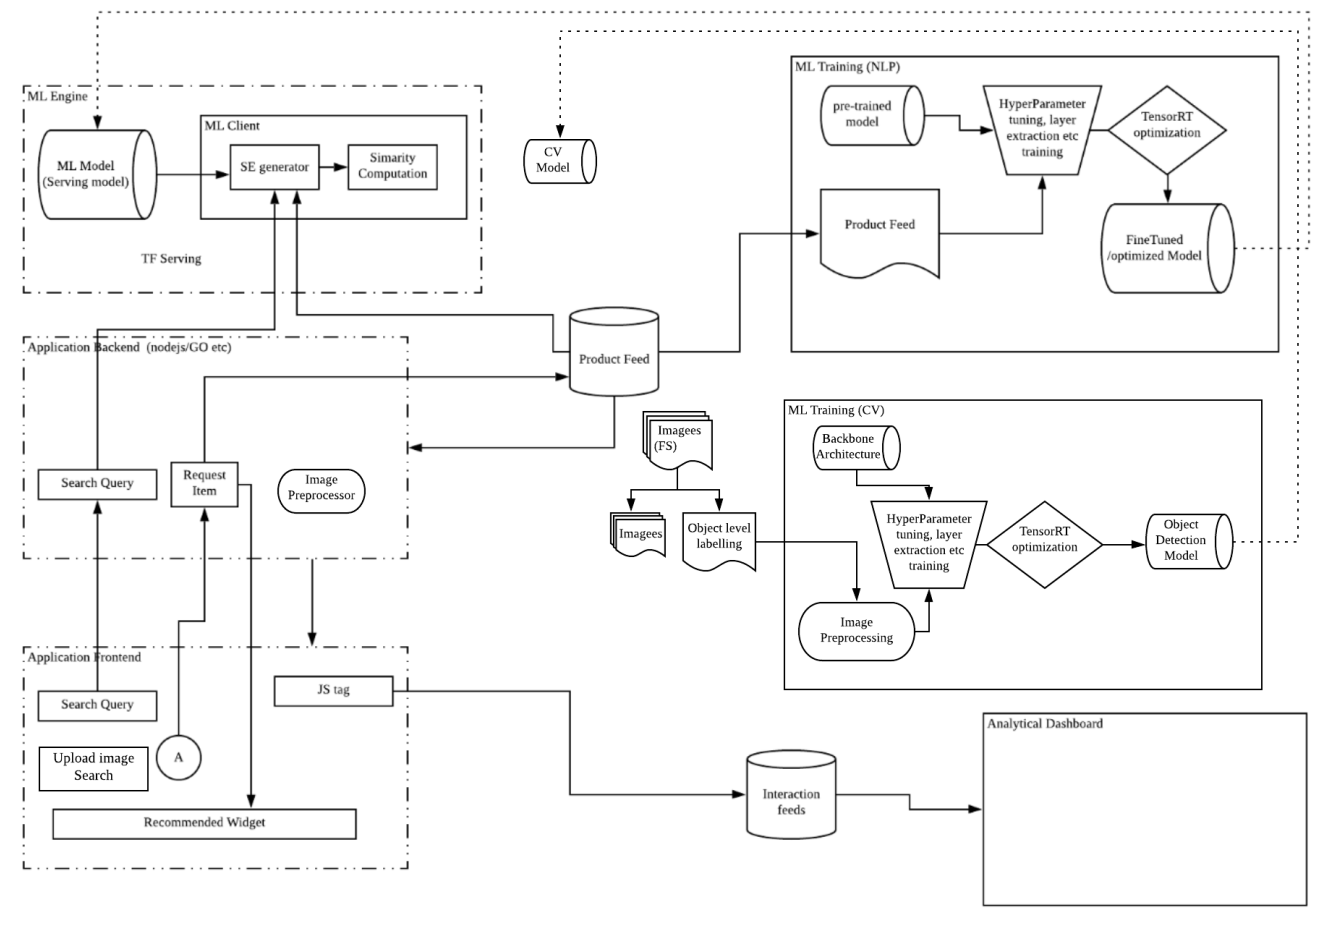 ML Engine
ML Model
(Serving model)
ML Client
SE generator
Simarity
Computation
TF Serving
CV
Model
ML Training (NLP)
pre-trained
model
HyperParameter
tuning, layer
extraction etc
training
TensorRT
optimization
Product Feed
FineTuned
/optimized Model
Application Backend (nodejs/GO etc)
Search Query
Request
Item
Image
Preprocessor
Product Feed
Imagees
(FS)
Imagees
Object level
labelling
ML Training (CV)
Backbone
Architecture
HyperParameter
tuning, layer
extraction etc
training
TensorRT
optimization
Object
Detection
Model
Image
Preprocessing
Application Frontend
Search Query
JS tag
Upload image
Search
A
Recommended Widget
Interaction
feeds
Analytical Dashboard